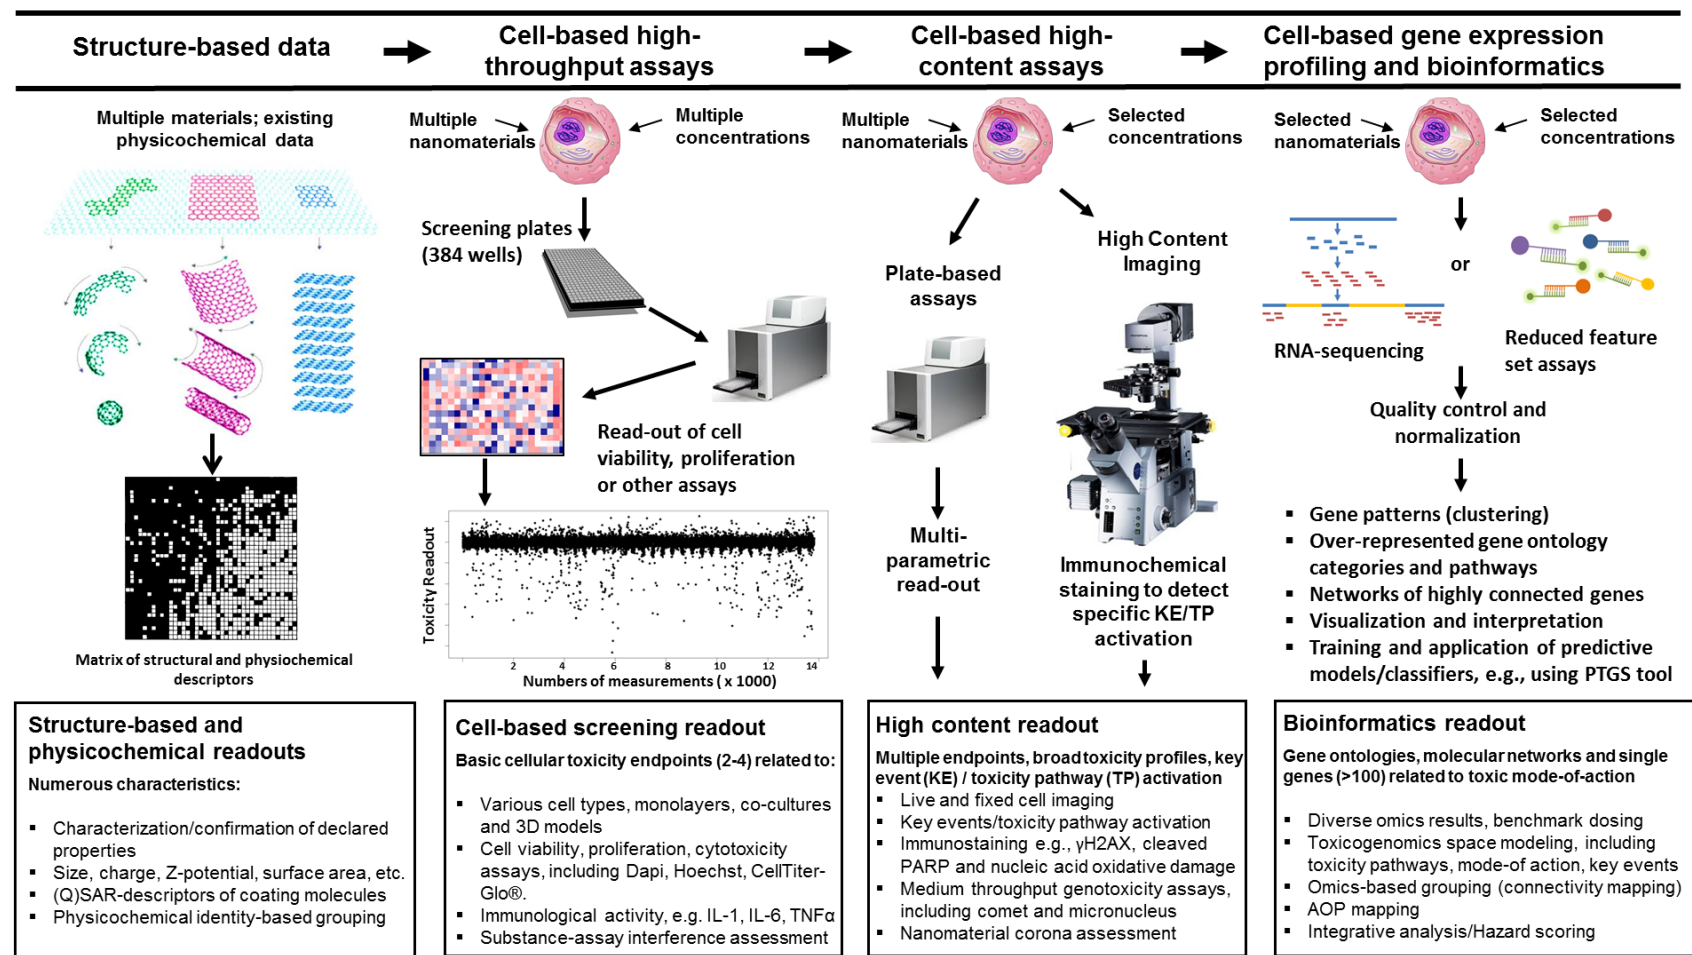 Structure-based data
Cell-based high-
throughput assays
Cell-based high-
content assays
Cell-based gene expression
profiling and bioinformatics
Multiple materials; existing
physicochemical data
Matrix of structural and physiochemical
descriptors
Multiple
nanomaterials
Multiple
concentrations
Screening plates
(384 wells)
Read-out of cell
viability, proliferation
or other assays
Toxicity Readout
2 4 6 8 10 12 14
Numbers of measurements ( x 1000)
Multiple
nanomaterials
Selected
concentrations
Plate-based
assays
High Content
Imaging
Multi-
parametric
read-out
Immunochemical
staining to detect
specific KE/TP
activation
Selected
nanomaterials
Selected
concentrations
or
RNA-sequencing
Reduced feature
set assays
Quality control and
normalization
▪ Gene patterns (clustering)
▪ Over-represented gene ontology
categories and pathways
▪ Networks of highly connected genes
▪ Visualization and interpretation
▪ Training and application of predictive
models/classifiers, e.g., using PTGS tool
Structure-based and
physicochemical readouts
Numerous characteristics:
▪ Characterization/confirmation of declared
properties
▪ Size, charge, Z-potential, surface area, etc.
▪ (Q)SAR-descriptors of coating molecules
▪ Physicochemical identity-based grouping
Cell-based screening readout
Basic cellular toxicity endpoints (2-4) related to:
▪ Various cell types, monolayers, co-cultures
and 3D models
▪ Cell viability, proliferation, cytotoxicity
assays, including Dapi, Hoechst, CellTiter-
Glo®.
▪ Immunological activity, e.g. IL-1, IL-6, TNFα
▪ Substance-assay interference assessment
High content readout
Multiple endpoints, broad toxicity profiles, key
event (KE) / toxicity pathway (TP) activation
▪ Live and fixed cell imaging
▪ Key events/toxicity pathway activation
▪ Immunostaining e.g., γH2AX, cleaved
PARP and nucleic acid oxidative damage
▪ Medium throughput genotoxicity assays,
including comet and micronucleus
▪ Nanomaterial corona assessment
Bioinformatics readout
Gene ontologies, molecular networks and single
genes (>100) related to toxic mode-of-action
▪ Diverse omics results, benchmark dosing
▪ Toxicogenomics space modeling, including
toxicity pathways, mode-of action, key events
▪ Omics-based grouping (connectivity mapping)
▪ AOP mapping
▪ Integrative analysis/Hazard scoring